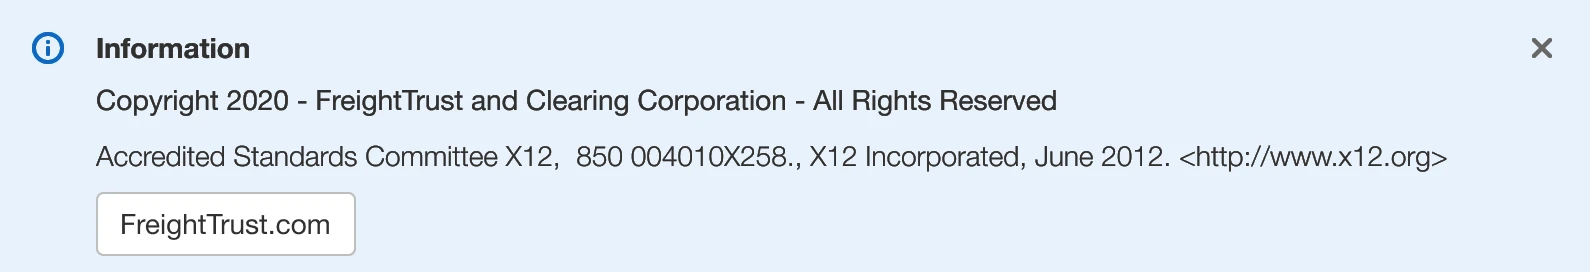 Information
Copyright 2020 - FreightTrust and Clearing Corporation - All Rights Reserved
Accredited Standards Committee X12,  850 004010X258., X12 Incorporated, June 2012. <http://www.x12.org>
FreightTrust.com